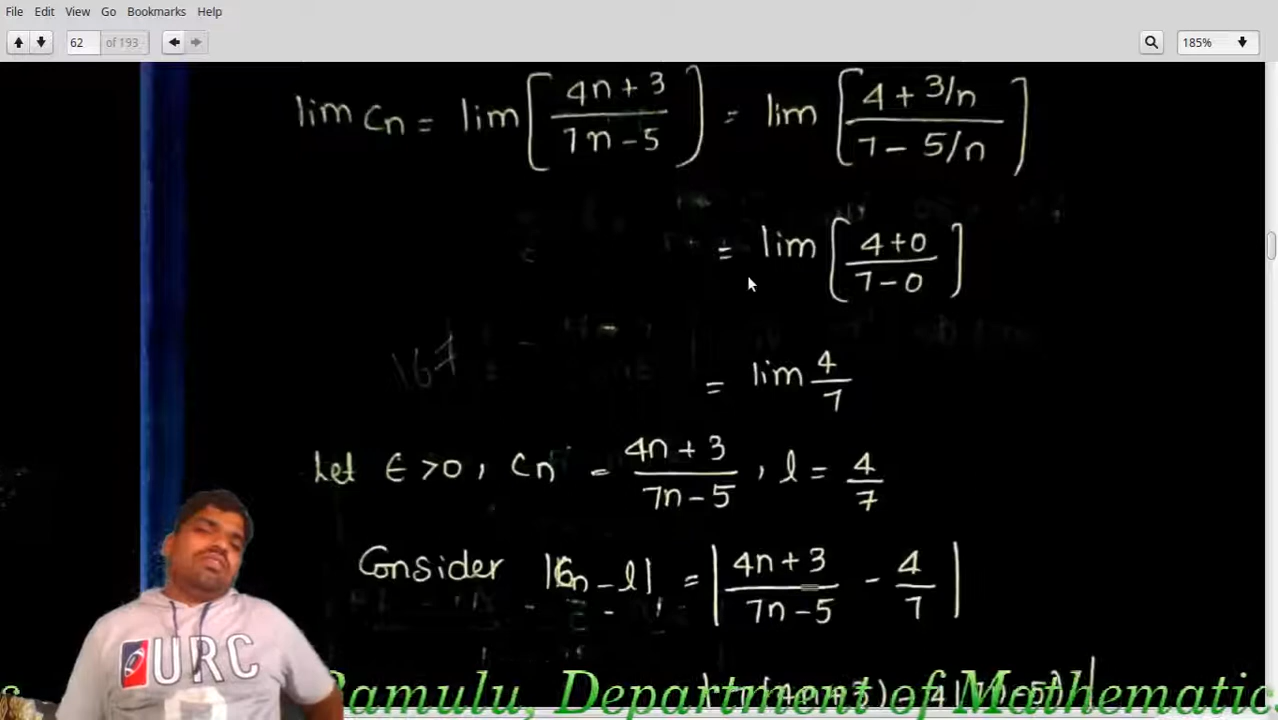 File Edit View Go Bookmarks Help
62 of 193 185%
lim Cn = lim [ (4n + 3)/(7n - 5) ] = lim [ (4 + 3/n)/(7 - 5/n) ]
= lim [ (4+0)/(7-0) ]
= lim 4/7
Let ϵ >0, Cn = (4n + 3)/(7n - 5), l = 4/7
Consider |Cn - l| = | (4n + 3)/(7n - 5) - 4/7 |
Ramulu, Department of Mathematics
URC